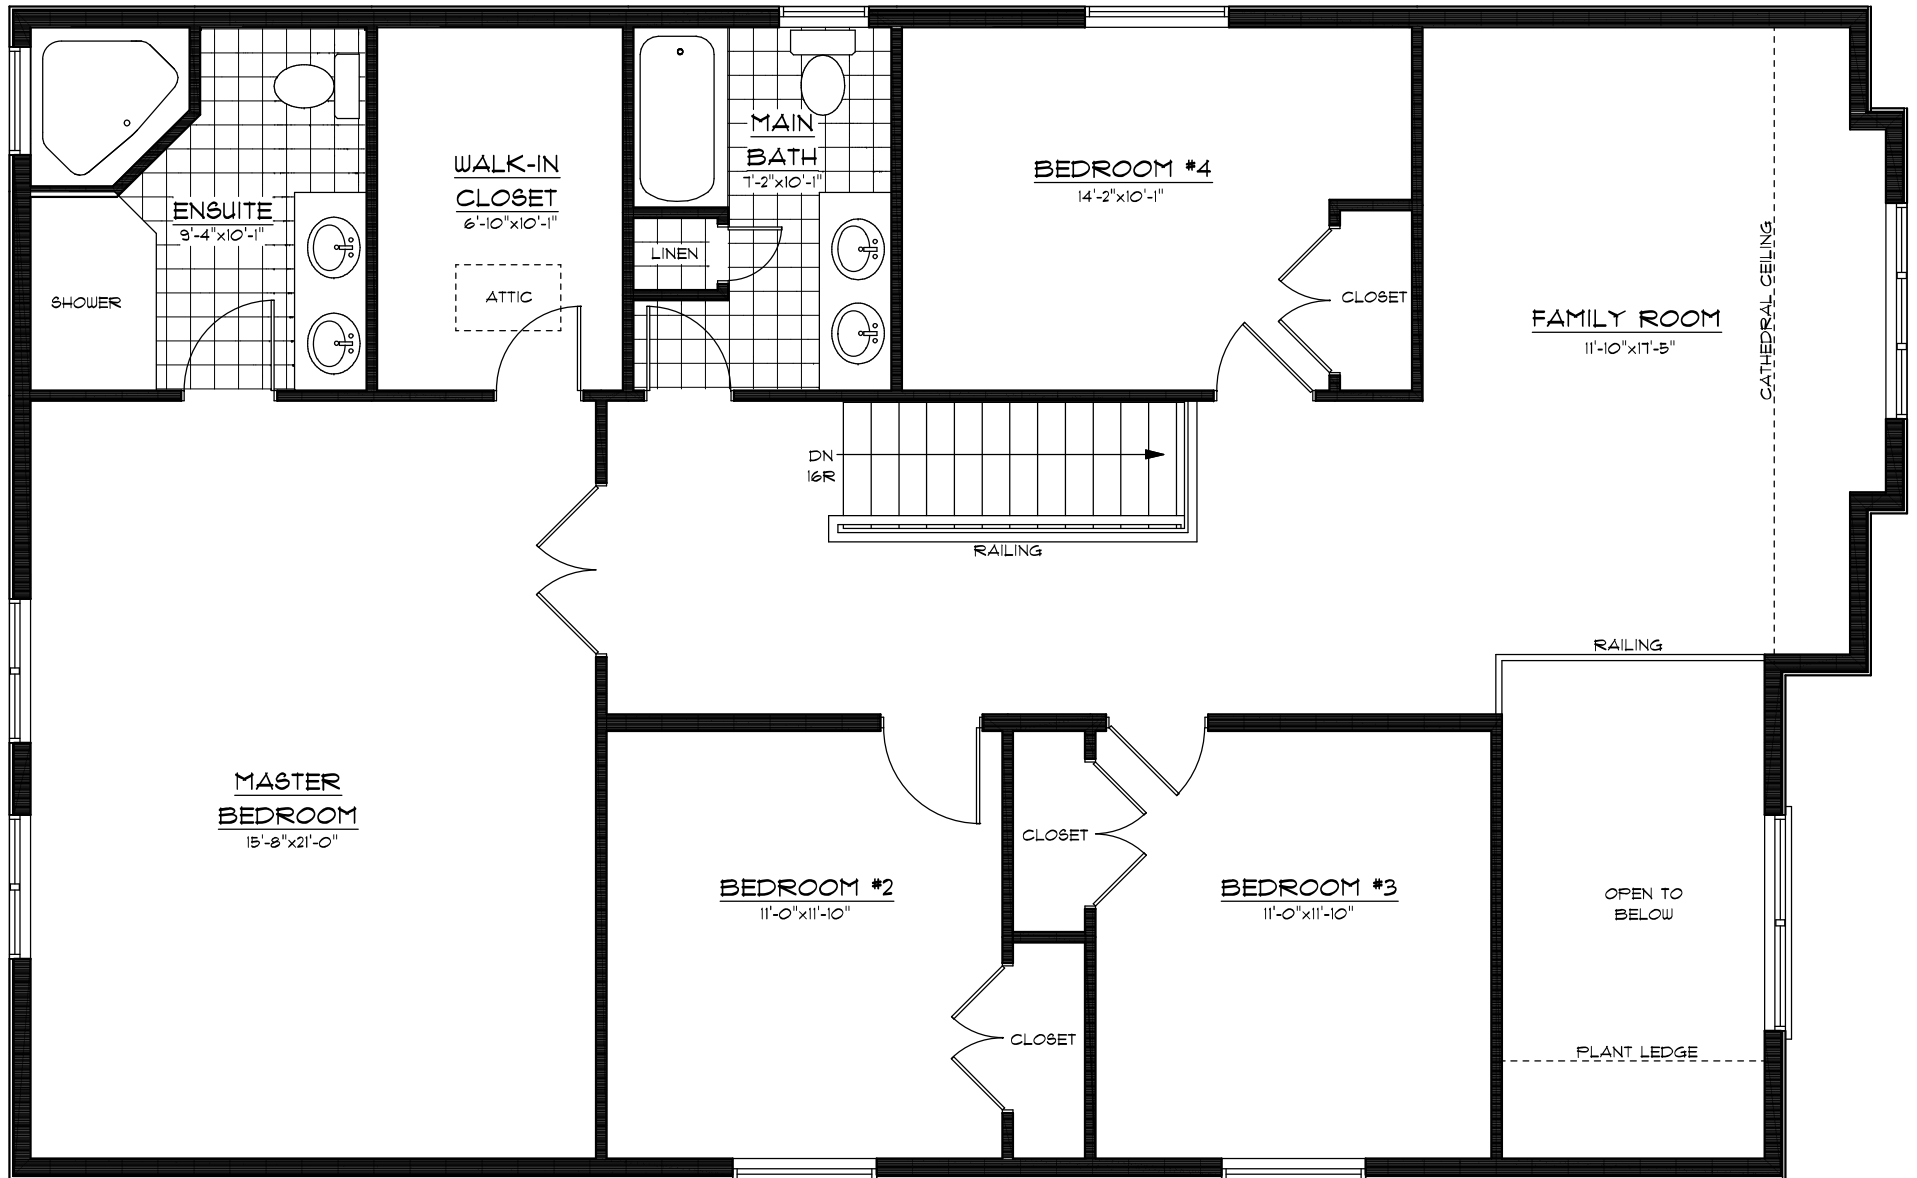 MAIN
BATH
7'-2"x10'-1"
WALK-IN
CLOSET
6'-10"x10'-1"
BEDROOM #4
14'-2"x10'-1"
ENSUITE
9'-4"x10'-1"
LINEN
SHOWER
ATTIC
CLOSET
CATHEDRAL CEILING
FAMILY ROOM
11'-10"x17'-5"
DN
16R
RAILING
RAILING
MASTER
BEDROOM
15'-8"x21'-0"
CLOSET
BEDROOM #2
11'-0"x11'-10"
BEDROOM #3
11'-0"x11'-10"
OPEN TO
BELOW
CLOSET
PLANT LEDGE